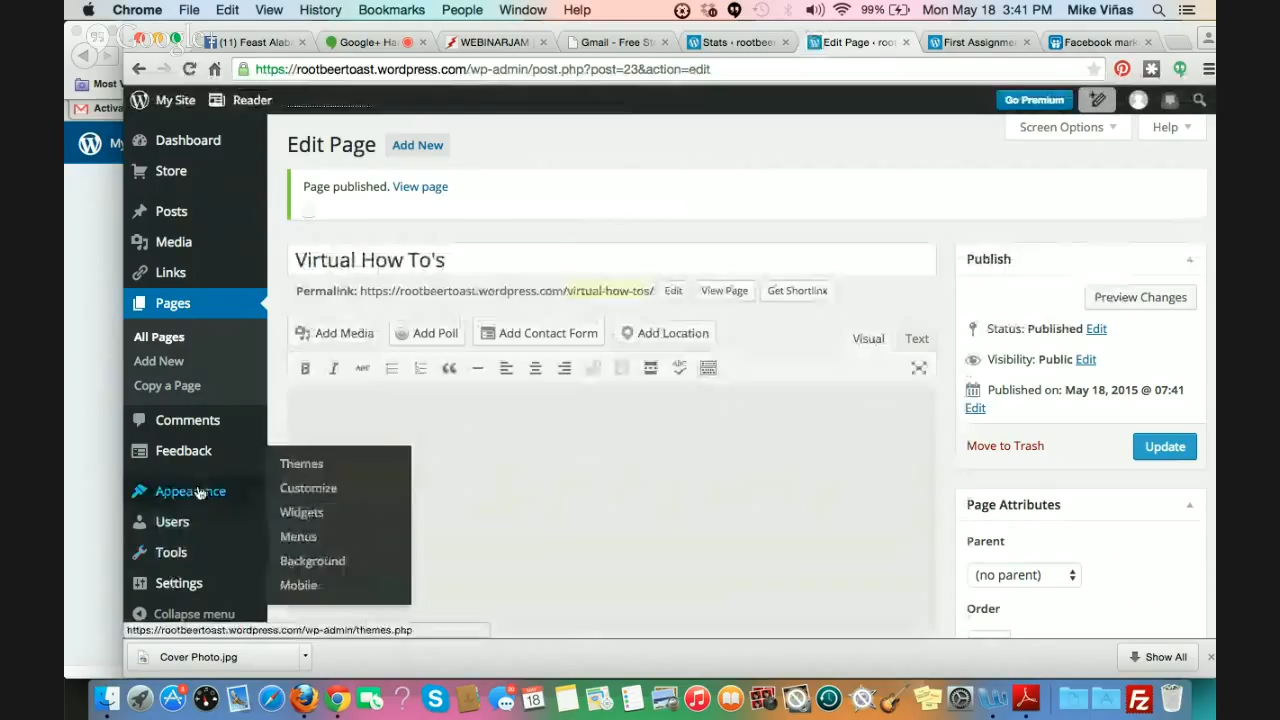 Chrome File Edit View History Bookmarks People Window Help 99% Mon May 18 3:41 PM Mike Viñas
95 Google+
(11) Feast Alab Google+ Ha WEBINARJAM Gmail - Free St Stats · rootbee Edit Page · roo First Assignme Facebook mark
https://rootbeertoast.wordpress.com/wp-admin/post.php?post=23&action=edit
Most V
Activa
My
My Site Reader Go Premium
Screen Options Help
Dashboard
Store
Posts
Media
Links
Pages
All Pages
Add New
Copy a Page
Comments
Feedback
Appearance
Users
Tools
Settings
Collapse menu
Themes
Customize
Widgets
Menus
Background
Mobile
Edit Page Add New
Page published. View page
Virtual How To's
Permalink: https://rootbeertoast.wordpress.com/virtual-how-tos/ Edit View Page Get Shortlink
Add Media Add Poll Add Contact Form Add Location Visual Text
B I ABC ABC
Publish
Preview Changes
Status: Published Edit
Visibility: Public Edit
Published on: May 18, 2015 @ 07:41
Edit
Move to Trash Update
Page Attributes
Parent
(no parent)
Order
https://rootbeertoast.wordpress.com/wp-admin/themes.php
Cover Photo.jpg Show All
18